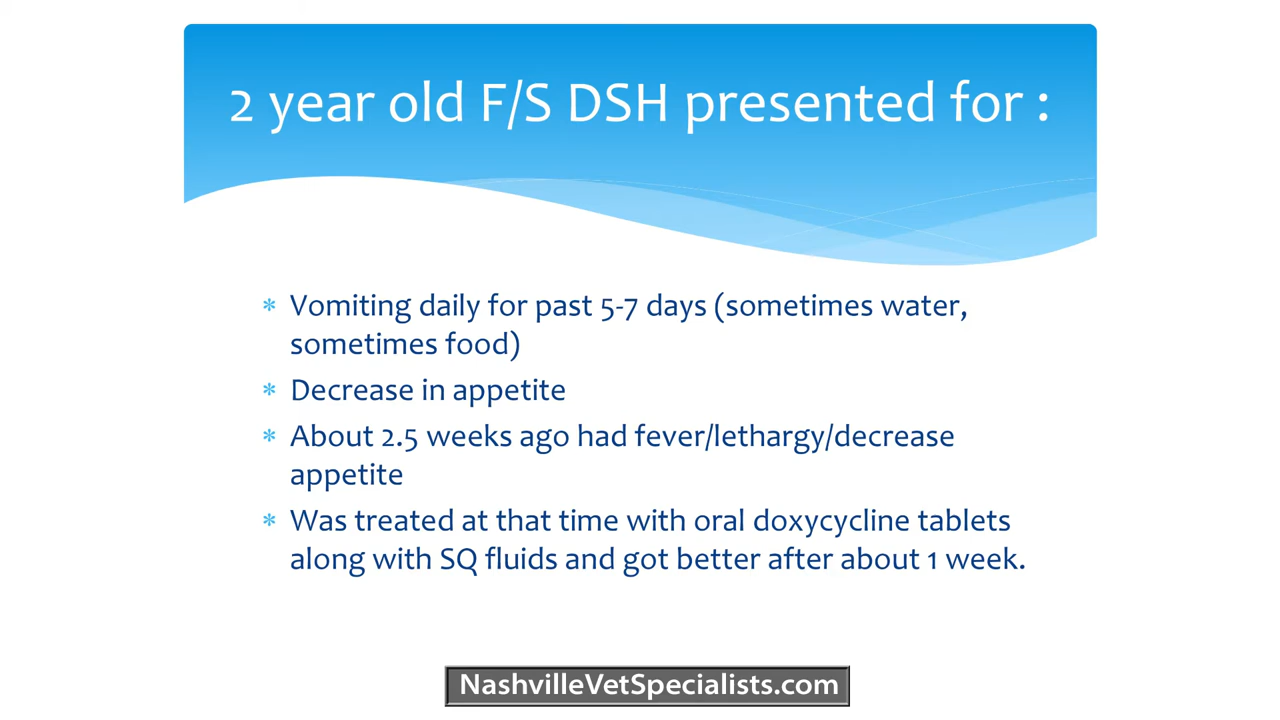 2 year old F/S DSH presented for :
* Vomiting daily for past 5-7 days (sometimes water,
sometimes food)
* Decrease in appetite
* About 2.5 weeks ago had fever/lethargy/decrease
appetite
* Was treated at that time with oral doxycycline tablets
along with SQ fluids and got better after about 1 week.
NashvilleVetSpecialists.com